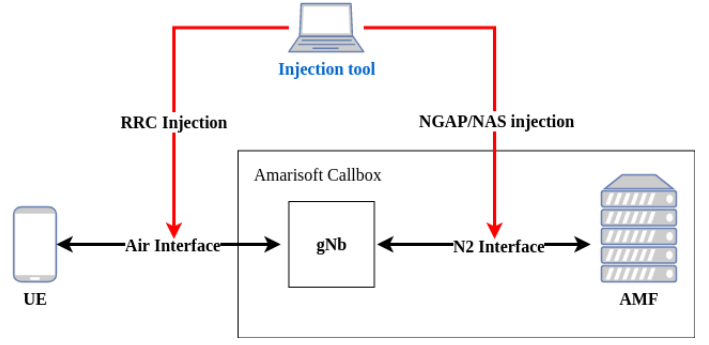 Injection tool
RRC Injection
NGAP/NAS injection
Amarisoft Callbox
Air Interface
gNb
N2 Interface
UE
AMF